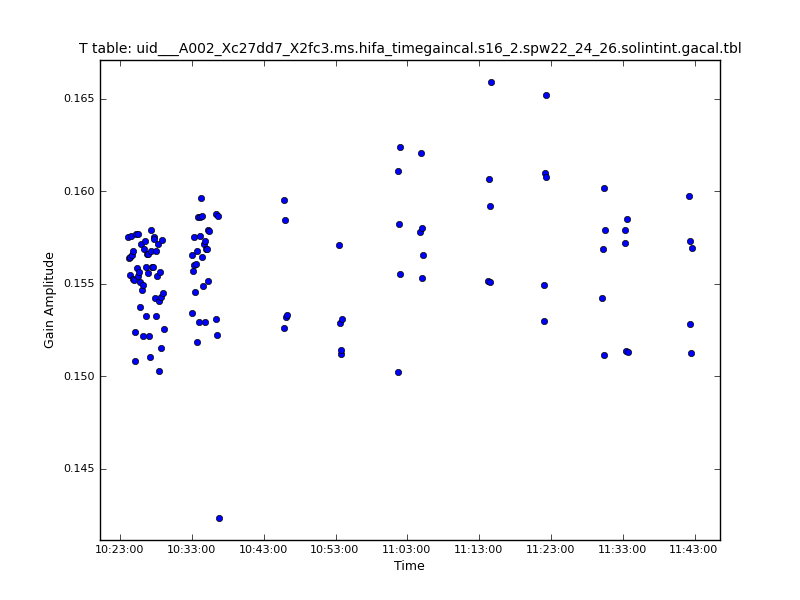 T table: uid___A002_Xc27dd7_X2fc3.ms.hifa_timegaincal.s16_2.spw22_24_26.solintint.gacal.tbl
0.165
0.160
0.155
0.150
0.145
Gain Amplitude
10:23:00 10:33:00 10:43:00 10:53:00 11:03:00 11:13:00 11:23:00 11:33:00 11:43:00
Time